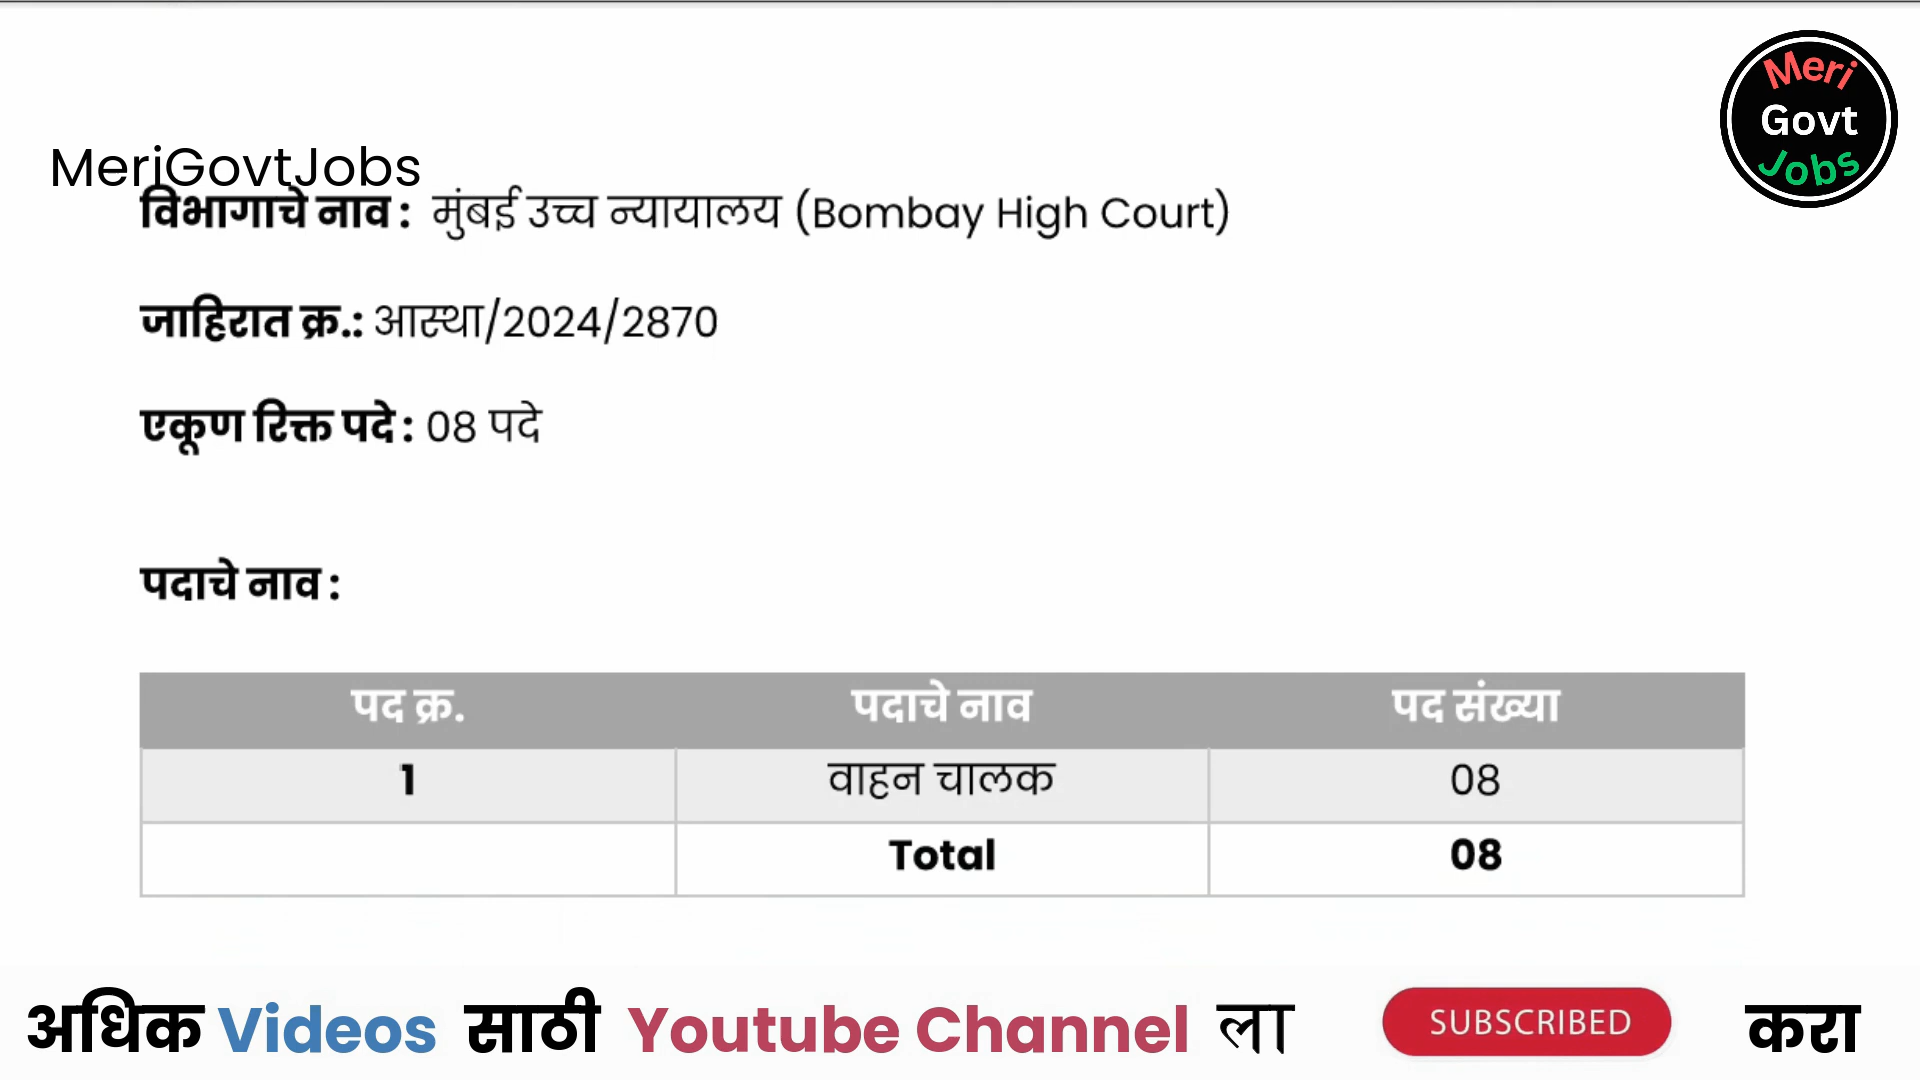 Meri
Govt
Jobs
MeriGovtJobs
विभागाचे नाव : मुंबई उच्च न्यायालय (Bombay High Court)
जाहिरात क्र.: आस्था/2024/2870
एकूण रिक्त पदे : 08 पदे
पदाचे नाव :
पद क्र. पदाचे नाव पद संख्या
1 वाहन चालक 08
Total 08
अधिक Videos साठी Youtube Channel ला SUBSCRIBED करा